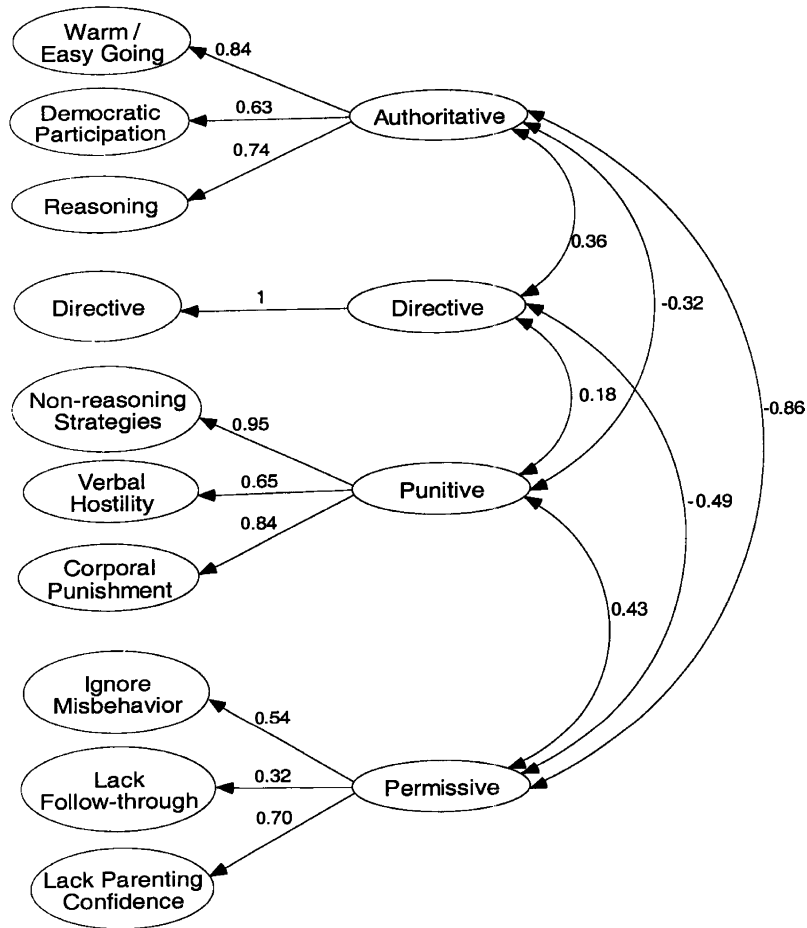 Warm /
Easy Going
0.84
Democratic
Participation
0.63
Authoritative
0.74
Reasoning
0.36
Directive
1
Directive
-0.32
Non-reasoning
Strategies
0.95
0.18
-0.86
Verbal
Hostility
0.65
Punitive
-0.49
0.84
Corporal
Punishment
0.43
Ignore
Misbehavior
0.54
Lack
Follow-through
0.32
Permissive
0.70
Lack Parenting
Confidence